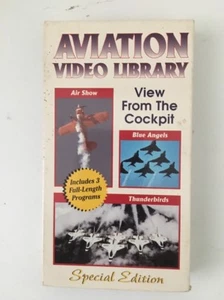 AVIATION
VIDEO LIBRARY
Air Show
View
From The
Cockpit
Blue Angels
Includes 3
Full-Length
Programs
Thunderbirds
Special Edition